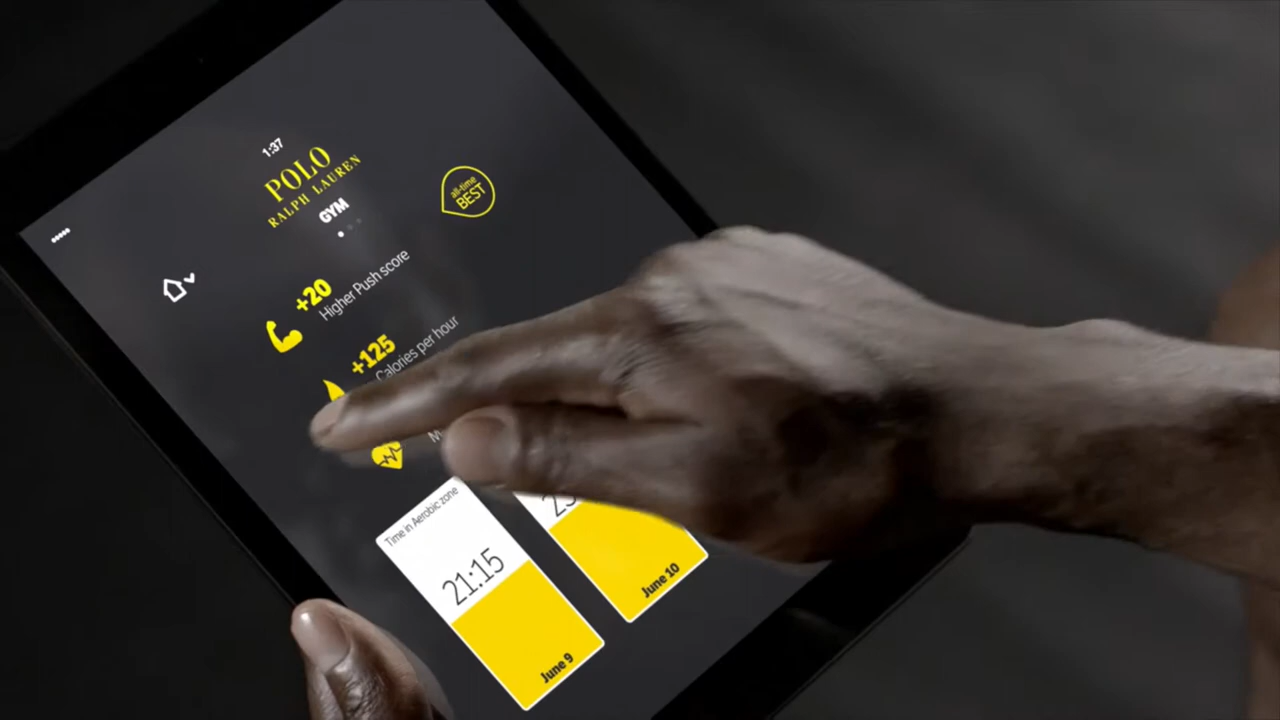 1:37
POLO
RALPH LAUREN
GYM
all-time
BEST
+20
Higher Push score
+125
Calories per hour
Time in Aerobic zone
21:15
June 9
June 10